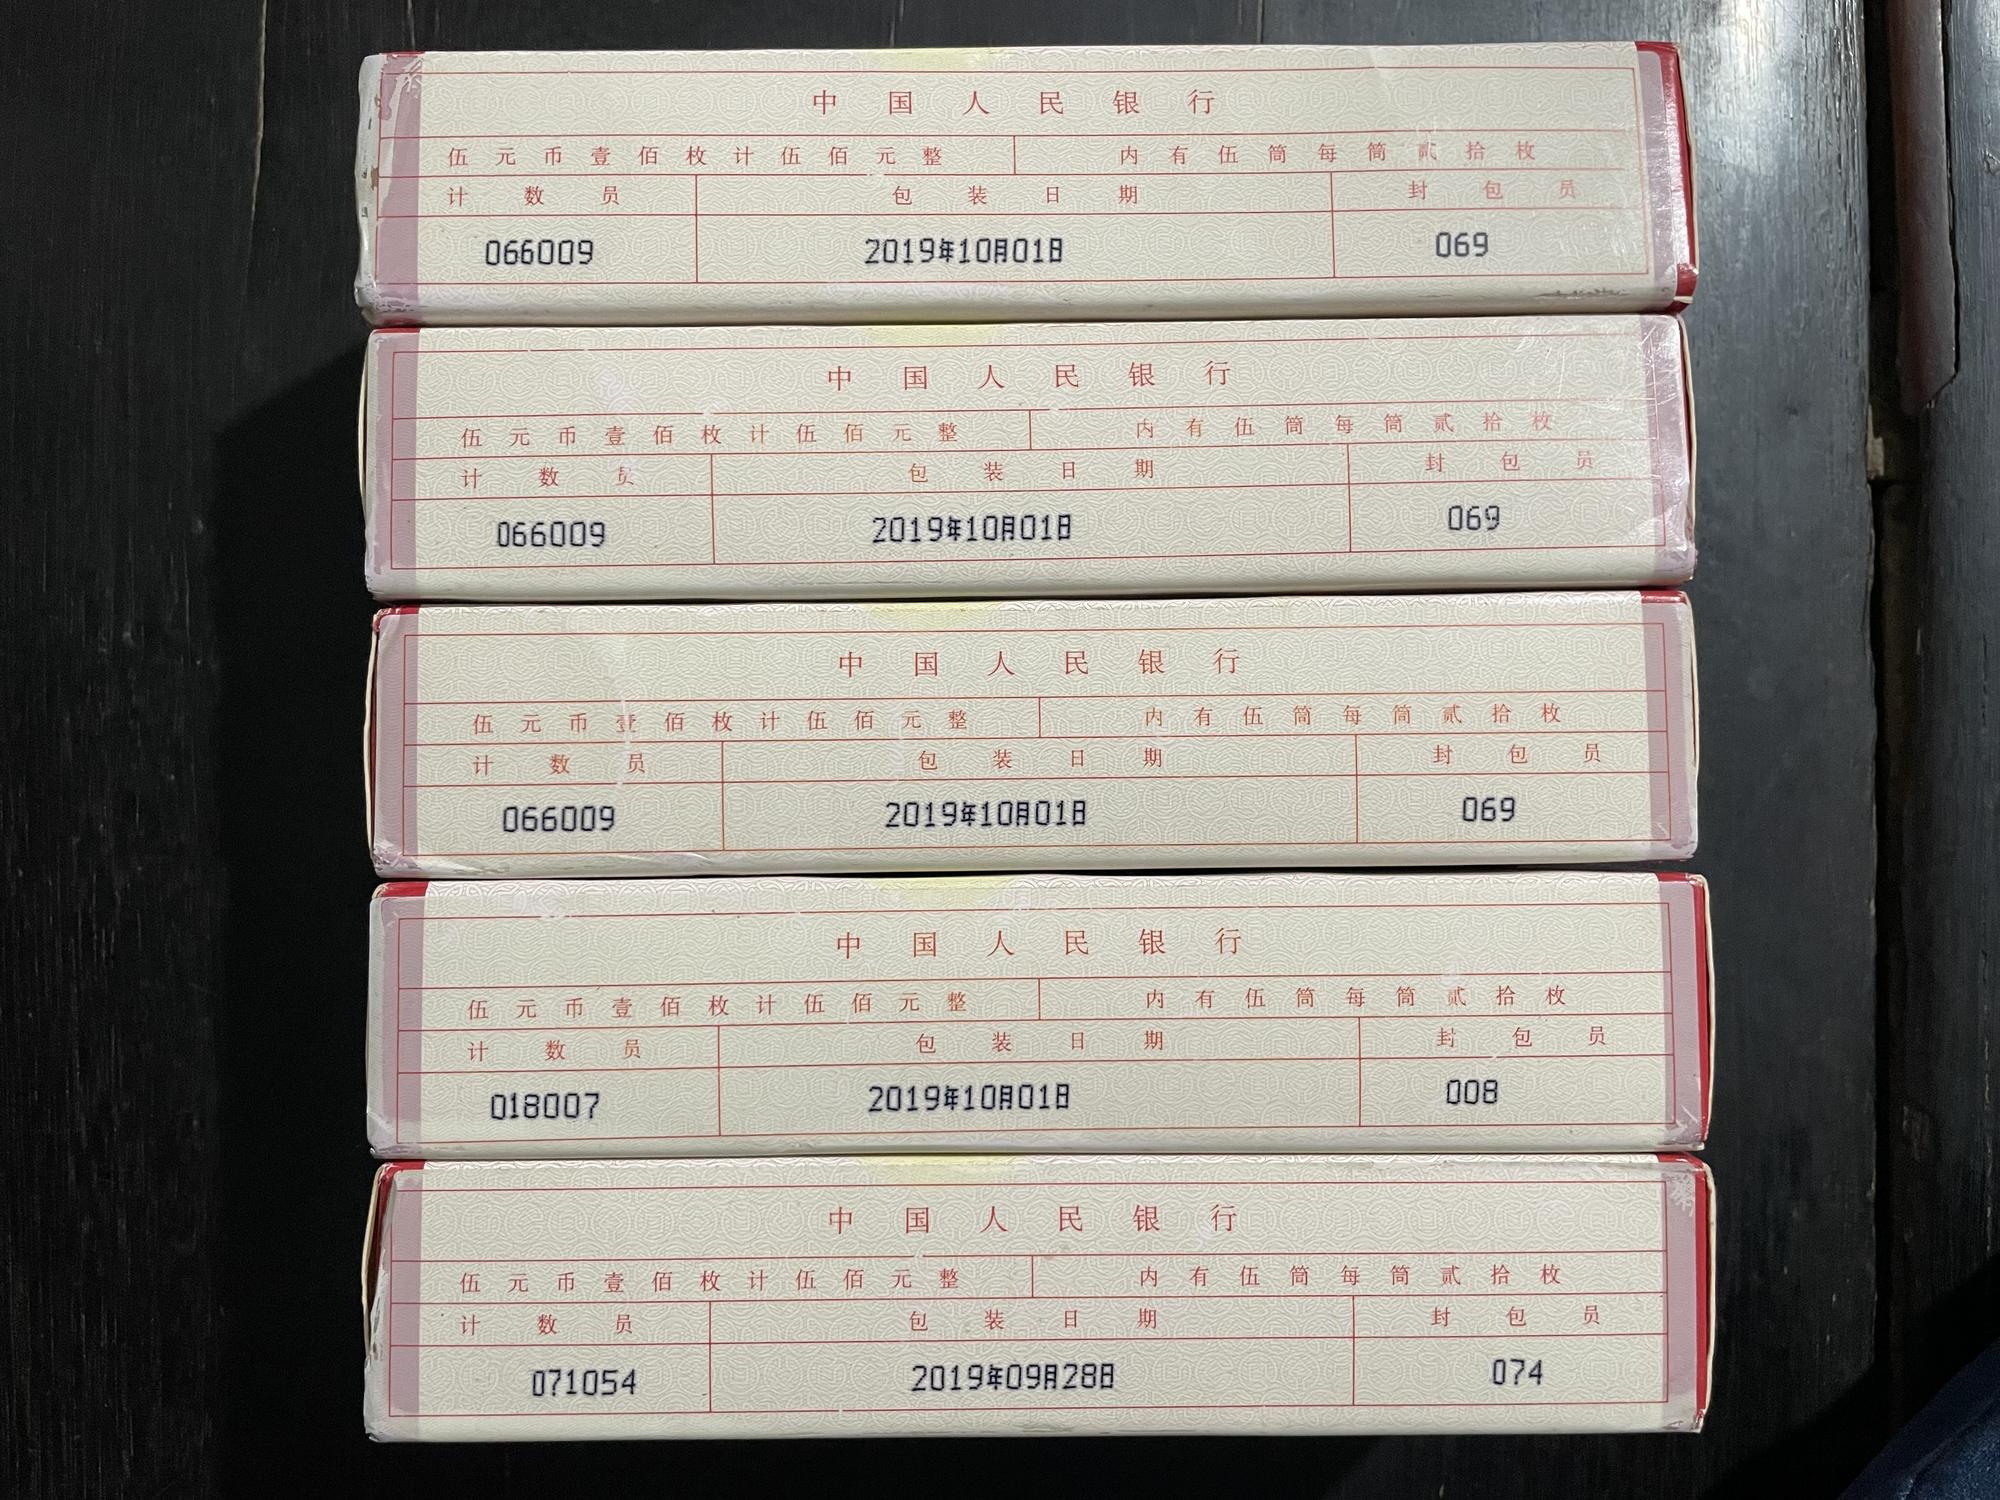 中国人民银行
伍元币壹佰枚计伍佰元整 内有伍筒每筒贰拾枚
计数员 包装日期 封包员
066009 2019年10月01日 069
中国人民银行
伍元币壹佰枚计伍佰元整 内有伍筒每筒贰拾枚
计数员 包装日期 封包员
066009 2019年10月01日 069
中国人民银行
伍元币壹佰枚计伍佰元整 内有伍筒每筒贰拾枚
计数员 包装日期 封包员
066009 2019年10月01日 069
中国人民银行
伍元币壹佰枚计伍佰元整 内有伍筒每筒贰拾枚
计数员 包装日期 封包员
018007 2019年10月01日 008
中国人民银行
伍元币壹佰枚计伍佰元整 内有伍筒每筒贰拾枚
计数员 包装日期 封包员
071054 2019年09月28日 074